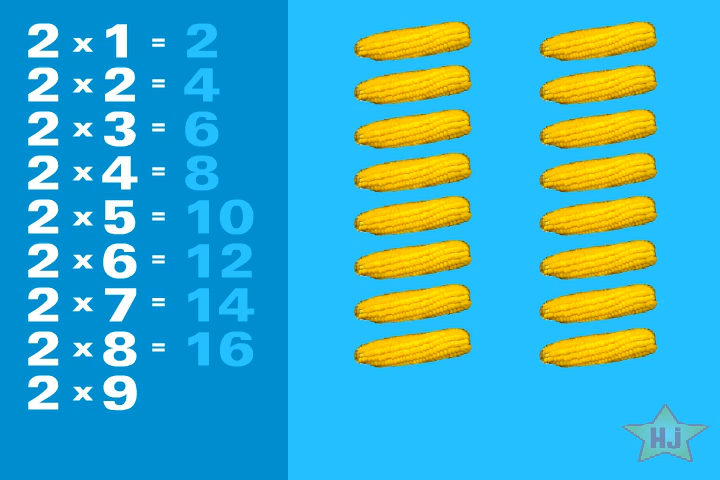 2 x 1 = 2
2 x 2 = 4
2 x 3 = 6
2 x 4 = 8
2 x 5 = 10
2 x 6 = 12
2 x 7 = 14
2 x 8 = 16
2 x 9
HJ